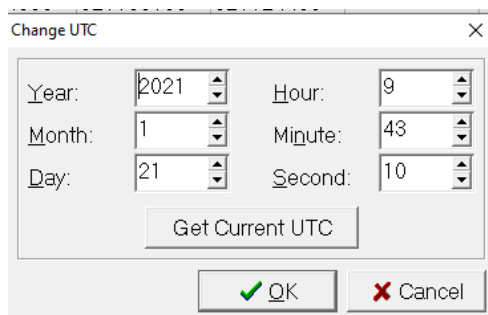 Change UTC
Year: 2021 Hour: 9
Month: 1 Minute: 43
Day: 21 Second: 10
Get Current UTC
OK Cancel